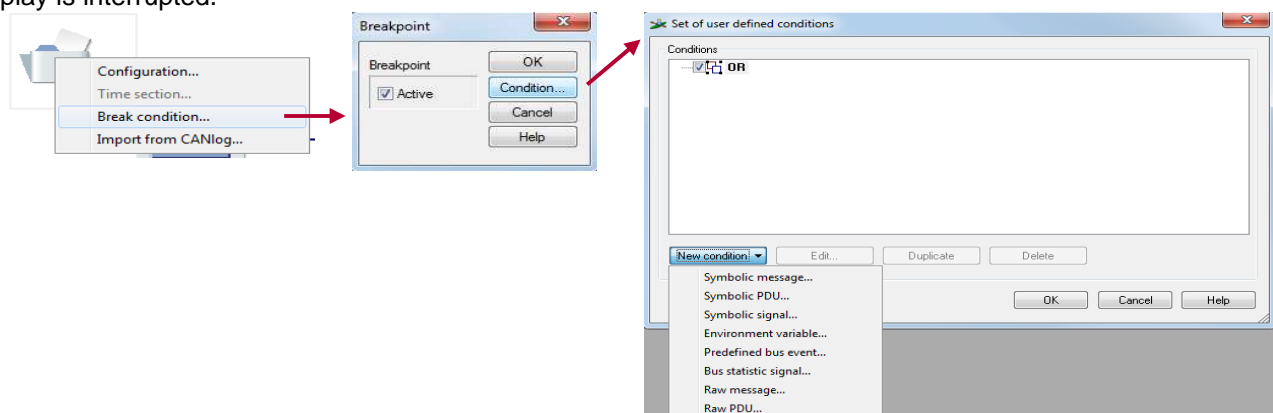 play is interrupted.
Configuration...
Time section...
Break condition...
Import from CANlog...
Breakpoint
Breakpoint
Active
OK
Condition...
Cancel
Help
Set of user defined conditions
Conditions
OR
New condition
Edit...
Duplicate
Delete
Symbolic message...
Symbolic PDU...
Symbolic signal...
Environment variable...
Predefined bus event...
Bus statistic signal...
Raw message...
Raw PDU...
OK
Cancel
Help